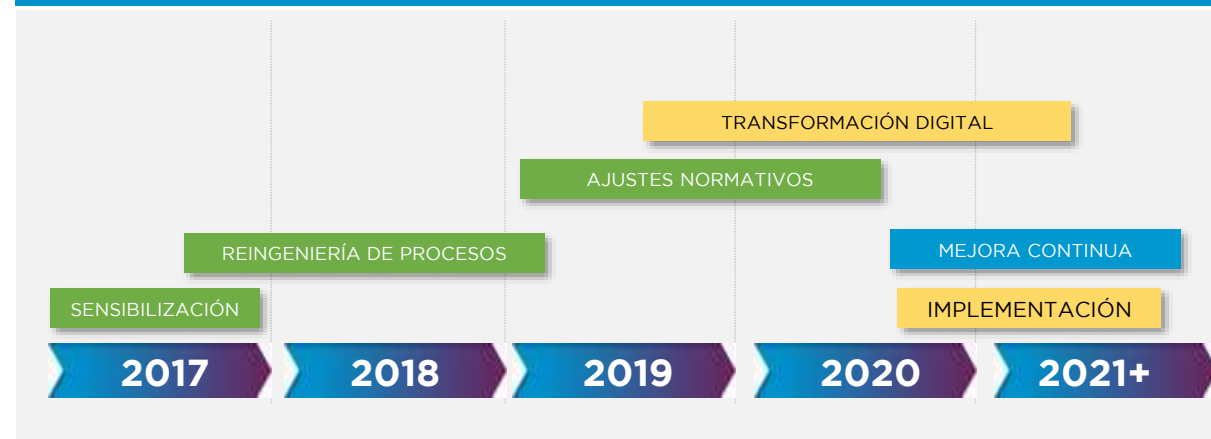 TRANSFORMACIÓN DIGITAL
AJUSTES NORMATIVOS
REINGENIERÍA DE PROCESOS
MEJORA CONTINUA
SENSIBILIZACIÓN
IMPLEMENTACIÓN
2017
2018
2019
2020
2021+